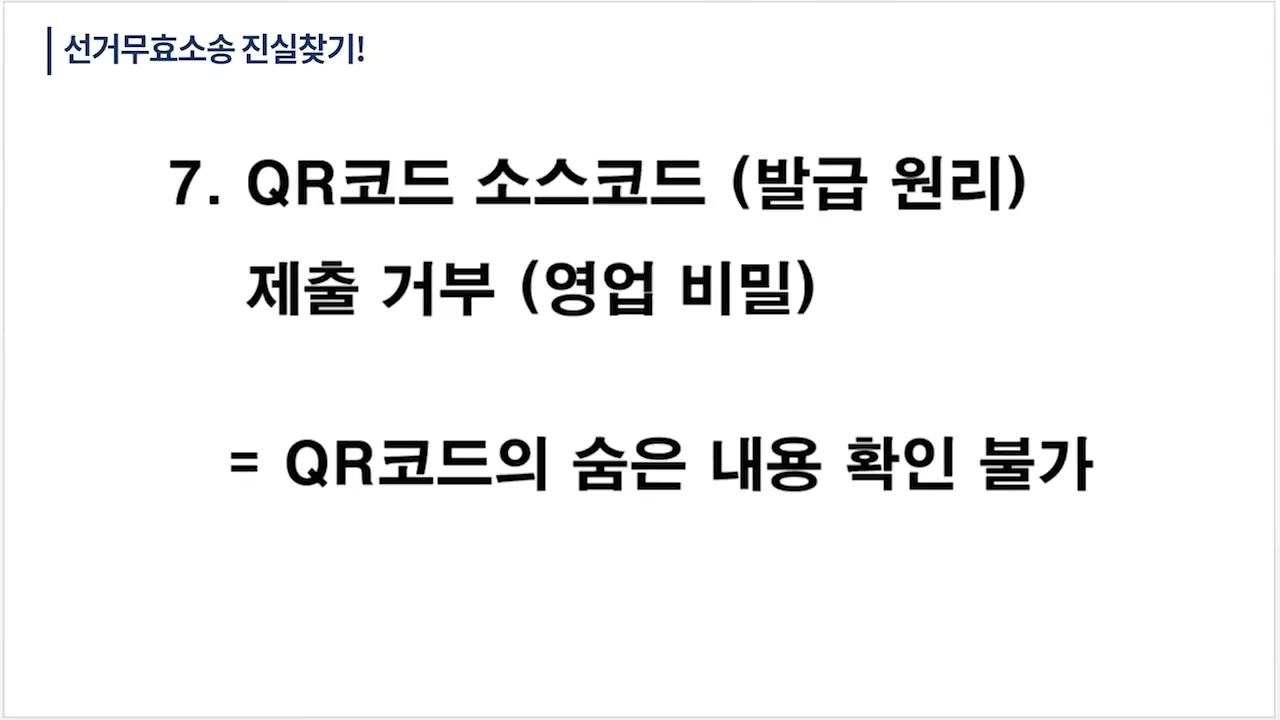 선거무효소송 진실찾기!
7. QR코드 소스코드 (발급 원리)
제출 거부 (영업 비밀)
= QR코드의 숨은 내용 확인 불가